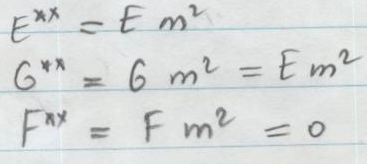 E** = E m²
G** = G m² = E m²
F** = F m² = 0